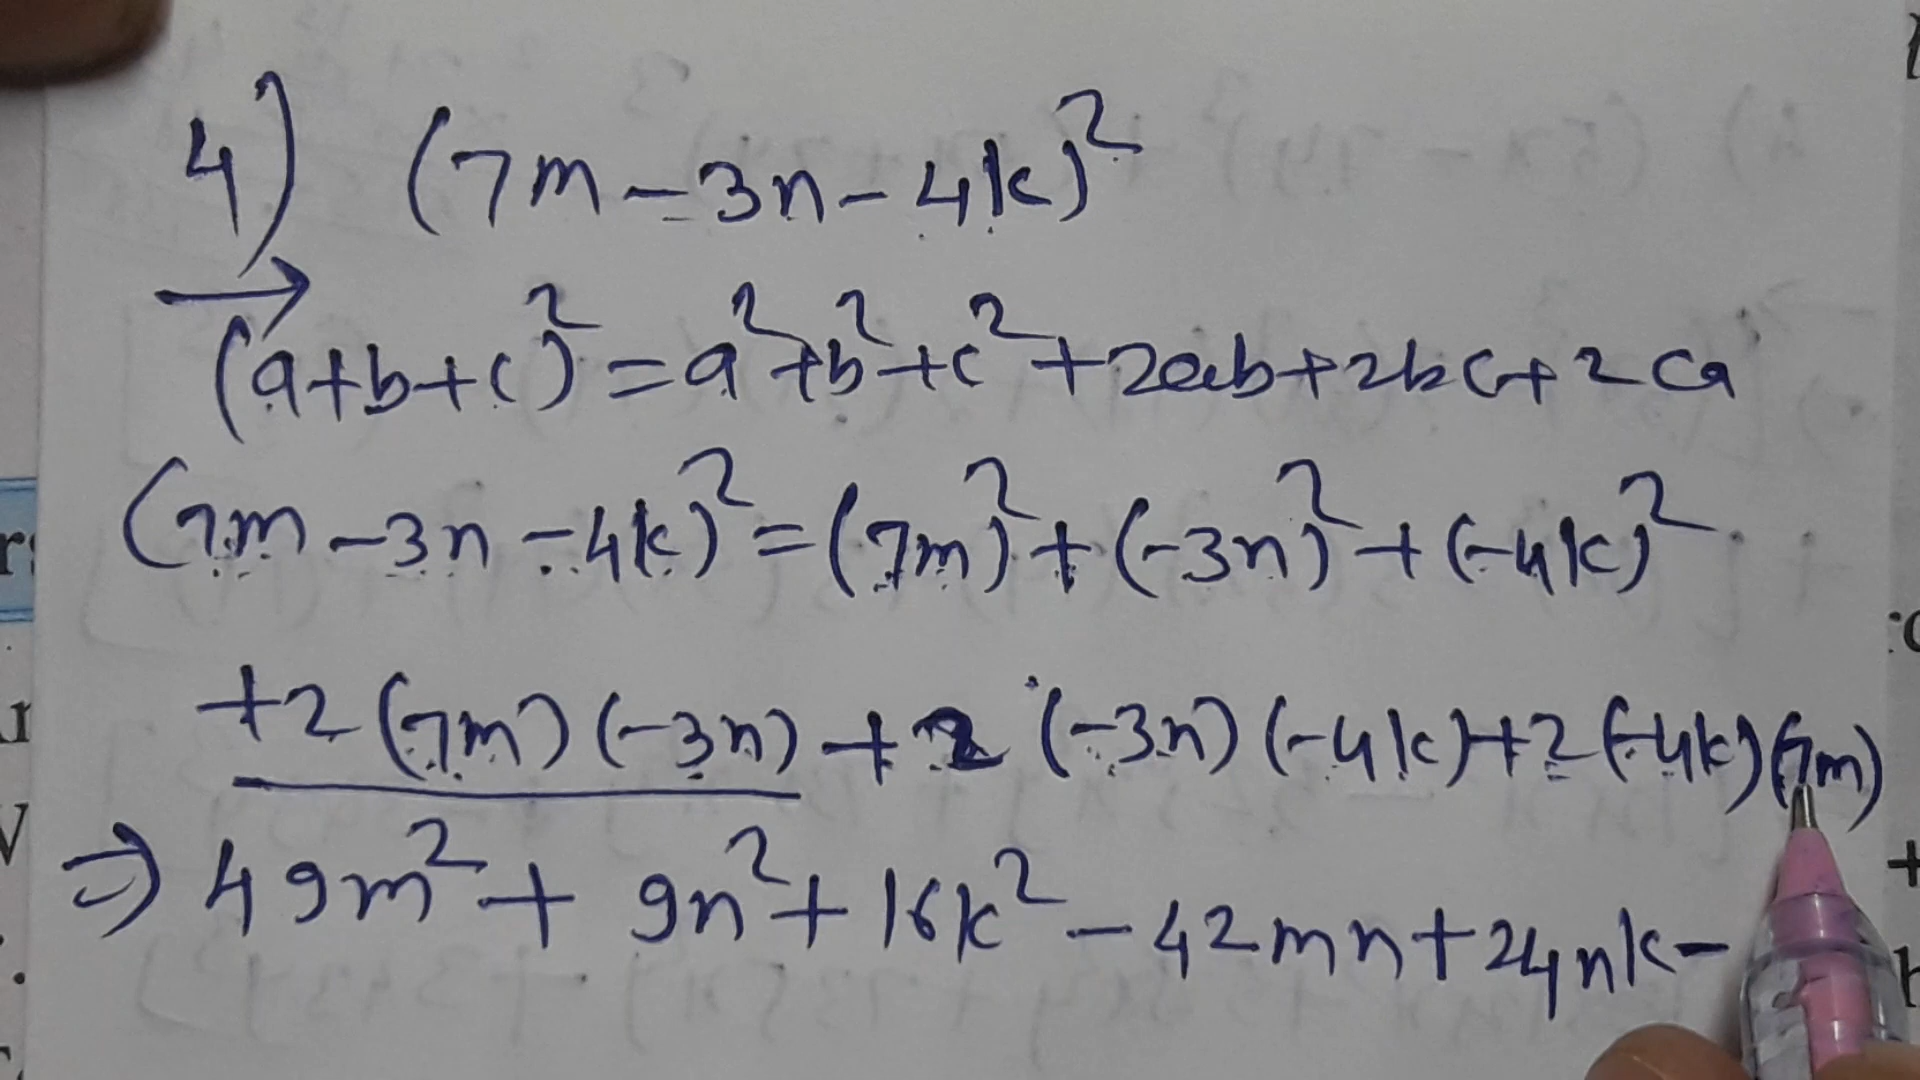 4) (7m-3n-4k)²
(a+b+c)²=a²+b²+c²+2ab+2bc+2ca
(7m-3n-4k)²=(7m)²+(-3n)²+(-4k)²
+2(7m)(-3n)+2(-3n)(-4k)+2(-4k)(7m)
⇒ 49m²+9n²+16k²-42mn+24nk-